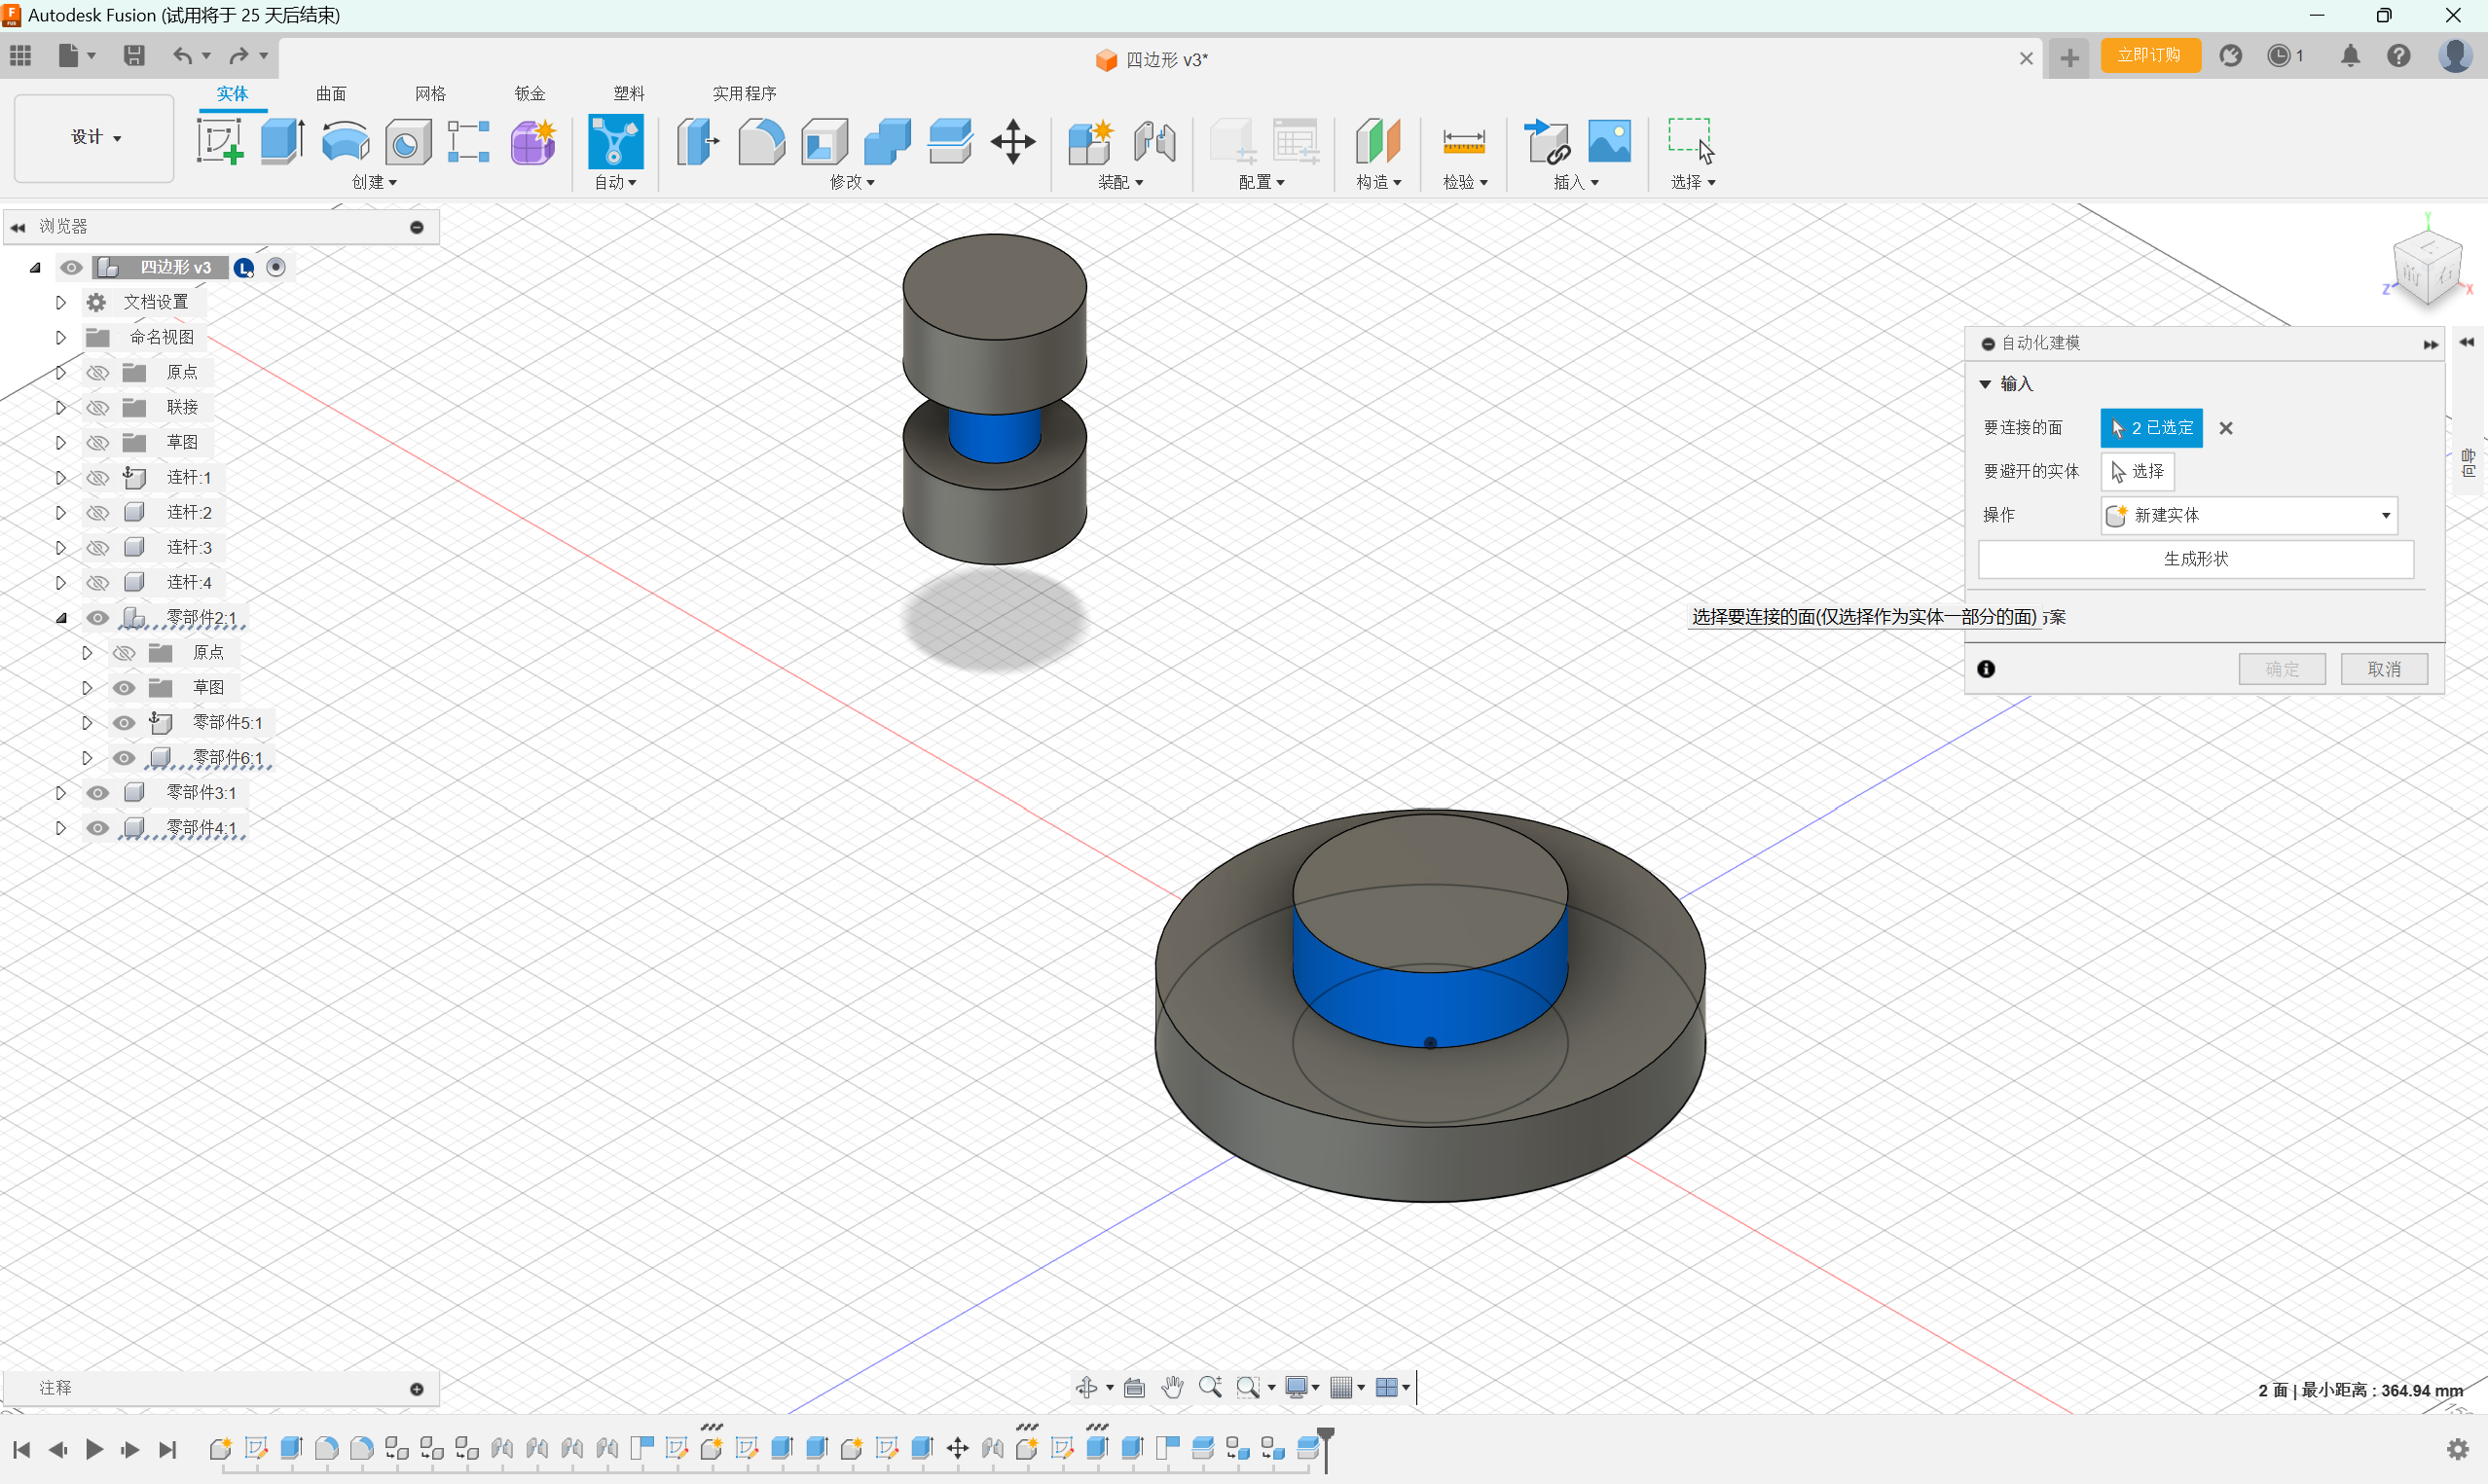 Autodesk Fusion (试用将于 25 天后结束)
四边形 v3*
立即订购
1
设计
实体 曲面 网格 钣金 塑料 实用程序
创建 自动 修改 装配 配置 构造 检验 插入 选择
浏览器
四边形 v3
文档设置
命名视图
原点
联接
草图
连杆:1
连杆:2
连杆:3
连杆:4
零部件2:1
原点
草图
零部件5:1
零部件6:1
零部件3:1
零部件4:1
Y
Z
X
自动化建模
输入
要连接的面 2 已选定
要避开的实体 选择
操作 新建实体
生成形状
选择要连接的面(仅选择作为实体一部分的面)
案
确定 取消
向导
注释
2 面 | 最小距离 : 364.94 mm